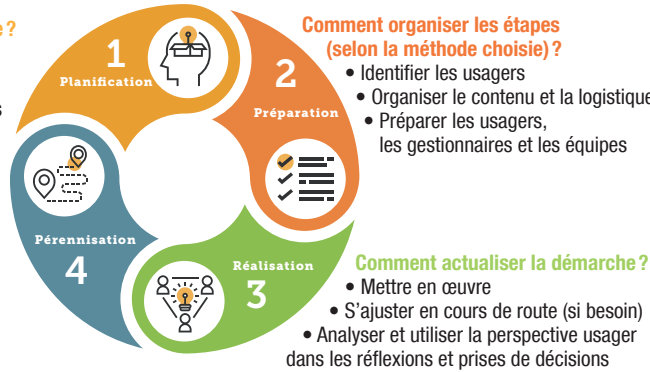 é ?
s
1
Planification
2
Préparation
Comment organiser les étapes
(selon la méthode choisie) ?
• Identifier les usagers
• Organiser le contenu et la logistique
• Préparer les usagers,
les gestionnaires et les équipes
Pérennisation
4
Réalisation
3
Comment actualiser la démarche ?
• Mettre en œuvre
• S'ajuster en cours de route (si besoin)
• Analyser et utiliser la perspective usager
dans les réflexions et prises de décisions